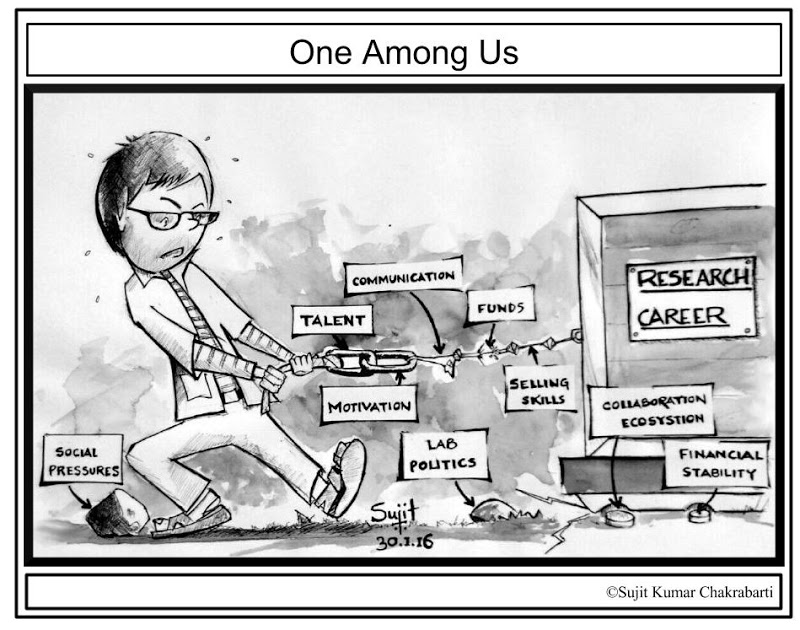 One Among Us
COMMUNICATION
TALENT
FUNDS
RESEARCH
CAREER
MOTIVATION
SELLING
SKILLS
COLLABORATION
ECOSYSTION
SOCIAL
PRESSURES
LAB
POLITICS
FINANCIAL
STABILITY
Sujit
30.1.16
©Sujit Kumar Chakrabarti